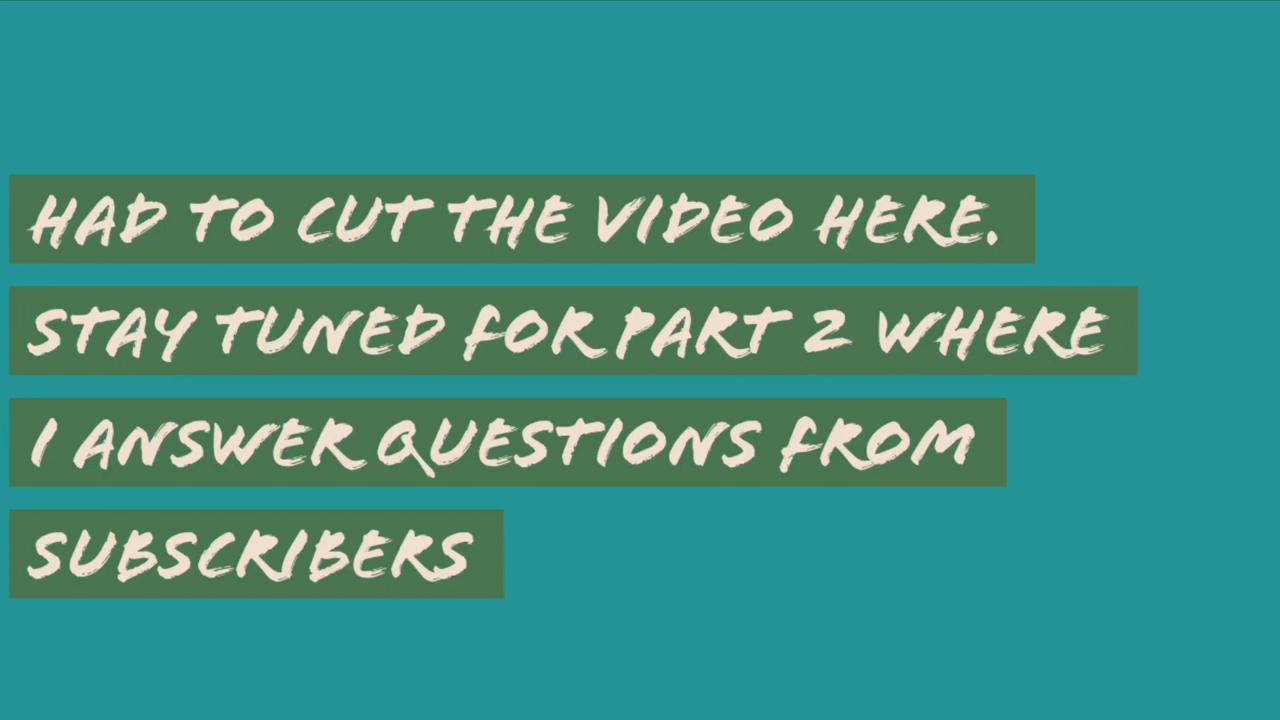 HAD TO CUT THE VIDEO HERE.
STAY TUNED FOR PART 2 WHERE
I ANSWER QUESTIONS FROM
SUBSCRIBERS